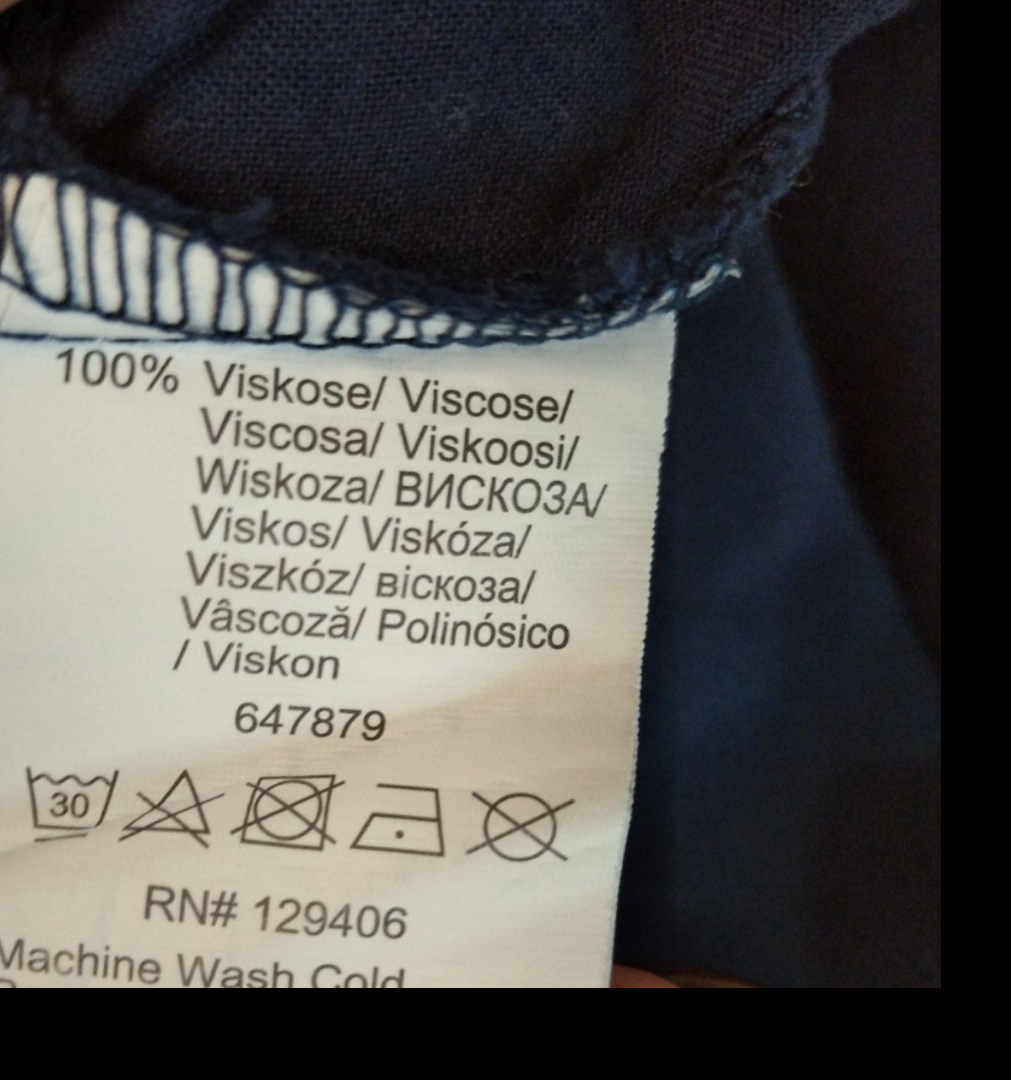 100% Viskose/ Viscose/
Viscosa/ Viskoosi/
Wiskoza/ ВИСКОЗА/
Viskos/ Viskóza/
Viszkóz/ віскоза/
Vâscoză/ Polinósico
/ Viskon
647879
30
RN# 129406
Machine Wash Cold